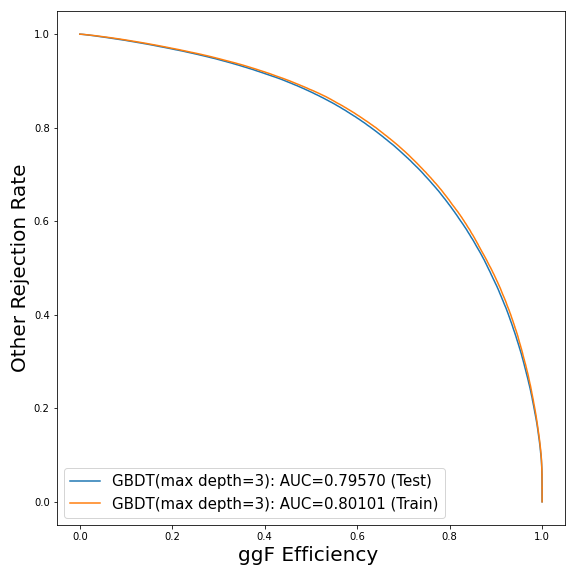 1.0
0.8
0.6
0.4
0.2
0.0
Other Rejection Rate
GBDT(max depth=3): AUC=0.79570 (Test)
GBDT(max depth=3): AUC=0.80101 (Train)
0.0 0.2 0.4 0.6 0.8 1.0
ggF Efficiency